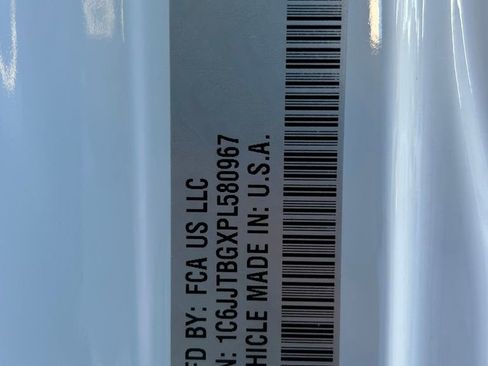 FD BY: FCA US LLC
N: 1C6JJTBGXPL580967
HICLE MADE IN: U.S.A.